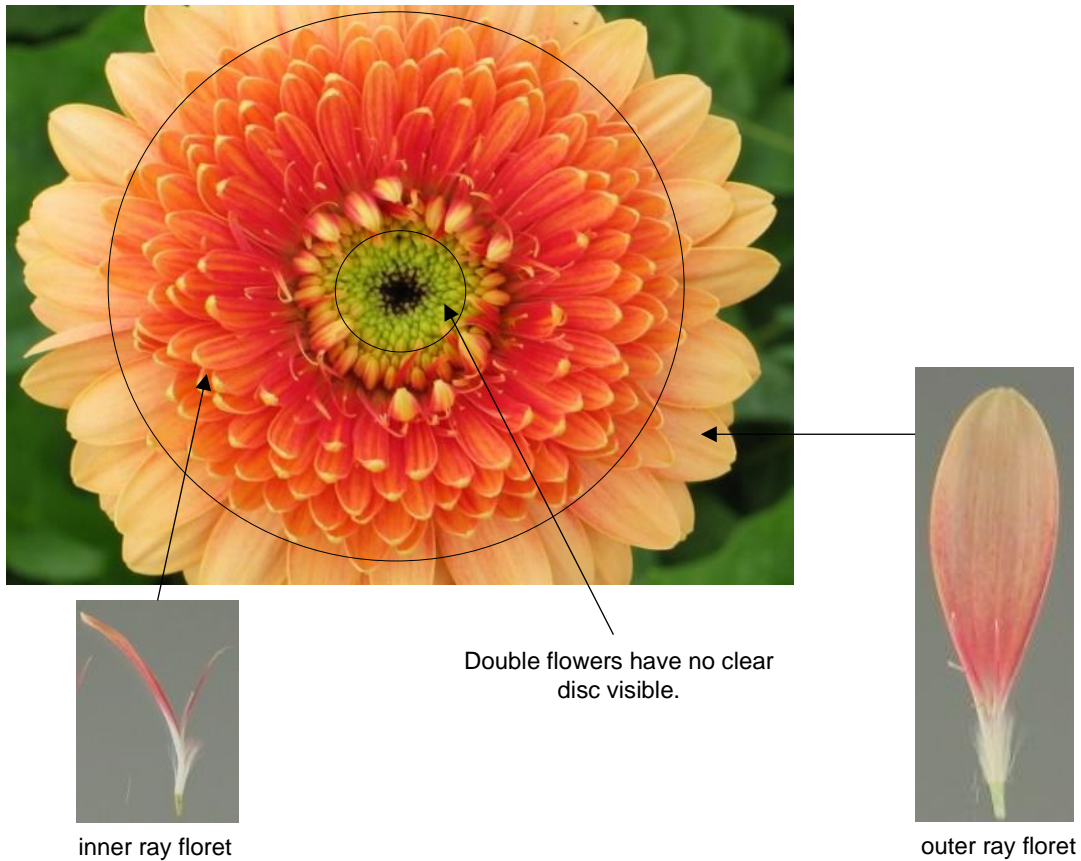 Double flowers have no clear
disc visible.
inner ray floret
outer ray floret